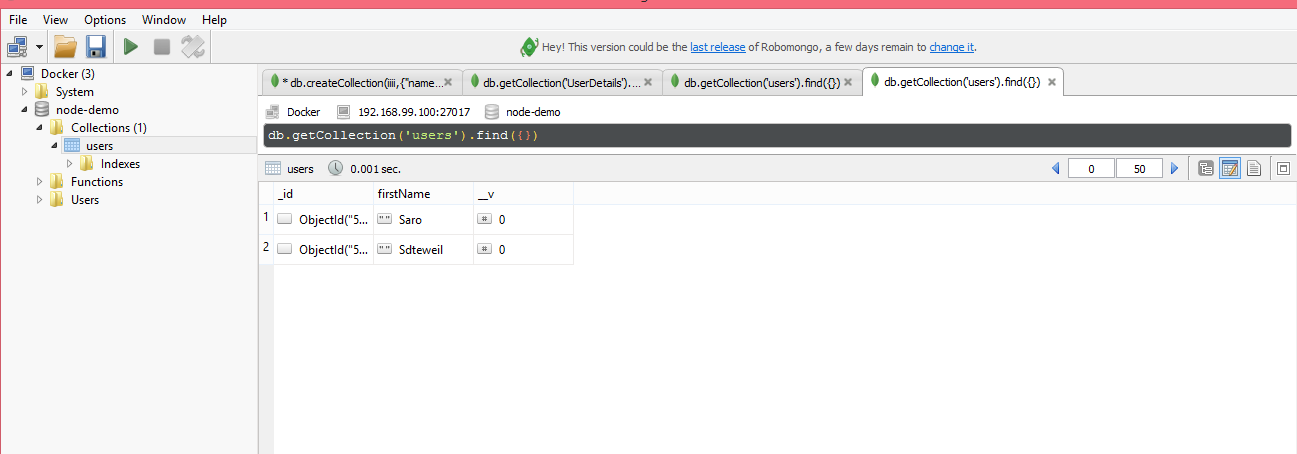 File View Options Window Help
Hey! This version could be the last release of Robomongo, a few days remain to change it.
Docker (3)
System
node-demo
Collections (1)
users
Indexes
Functions
Users
* db.createCollection(iiii,{"name... db.getCollection('UserDetails').... db.getCollection('users').find({}) db.getCollection('users').find({})
Docker 192.168.99.100:27017 node-demo
db.getCollection('users').find({})
users 0.001 sec. 0 50
_id firstName __v
1 ObjectId("5... "" Saro # 0
2 ObjectId("5... "" Sdteweil # 0